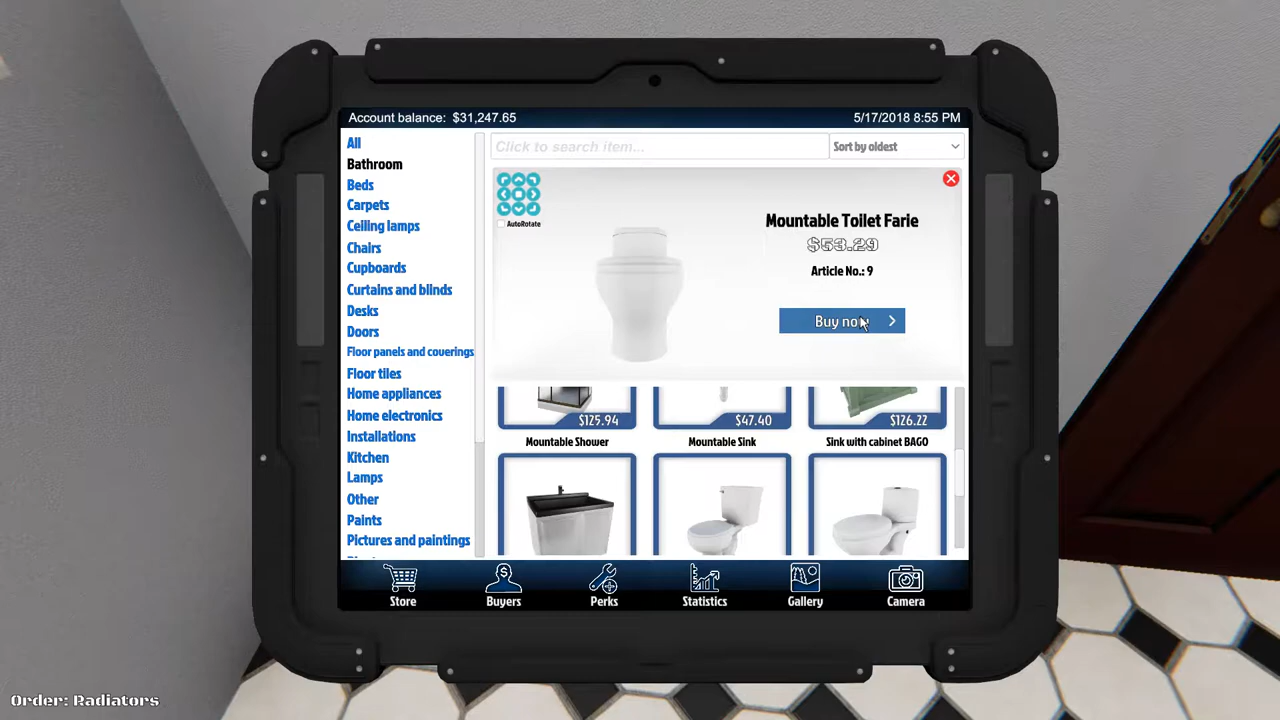 Account balance: $31,247.65
5/17/2018 8:55 PM
All
Bathroom
Beds
Carpets
Ceiling lamps
Chairs
Cupboards
Curtains and blinds
Desks
Doors
Floor panels and coverings
Floor tiles
Home appliances
Home electronics
Installations
Kitchen
Lamps
Other
Paints
Pictures and paintings
Click to search item...
Sort by oldest
AutoRotate
Mountable Toilet Farie
$53.29
Article No.: 9
Buy now
$125.94
$47.40
$126.22
Mountable Shower
Mountable Sink
Sink with cabinet BAGO
Store
Buyers
Perks
Statistics
Gallery
Camera
Order: Radiators